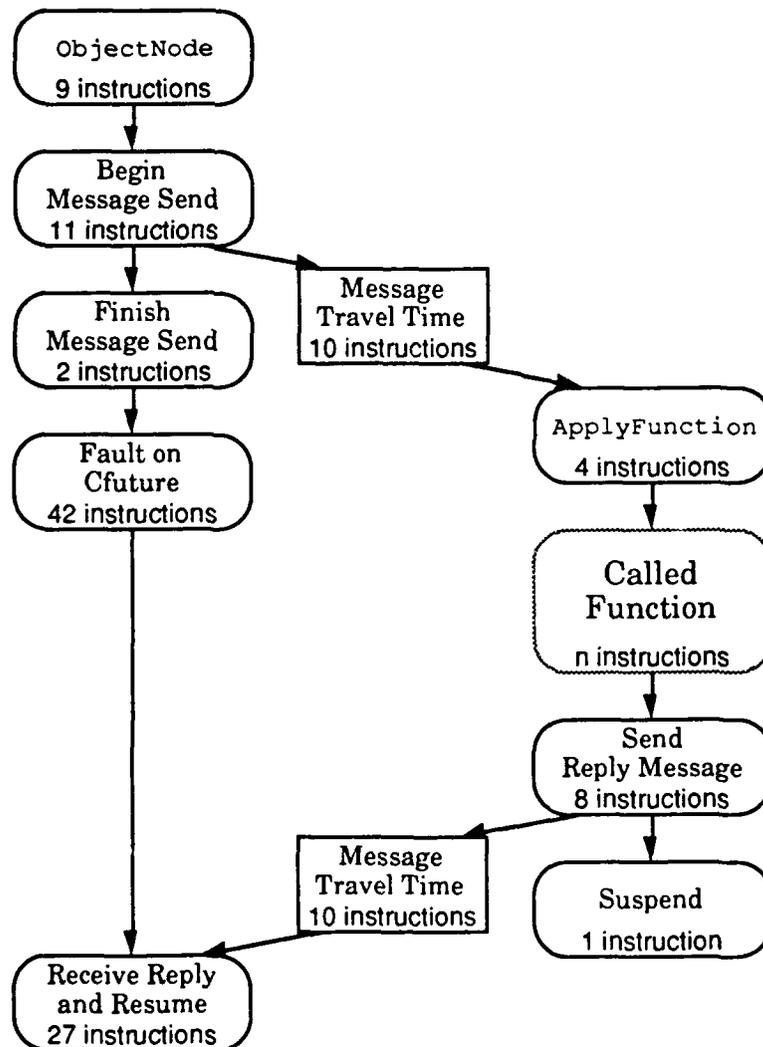 ObjectNode
9 instructions
Begin
Message Send
11 instructions
Message
Travel Time
10 instructions
Finish
Message Send
2 instructions
ApplyFunction
4 instructions
Fault on
Cfuture
42 instructions
Called
Function
n instructions
Send
Reply Message
8 instructions
Message
Travel Time
10 instructions
Suspend
1 instruction
Receive Reply
and Resume
27 instructions